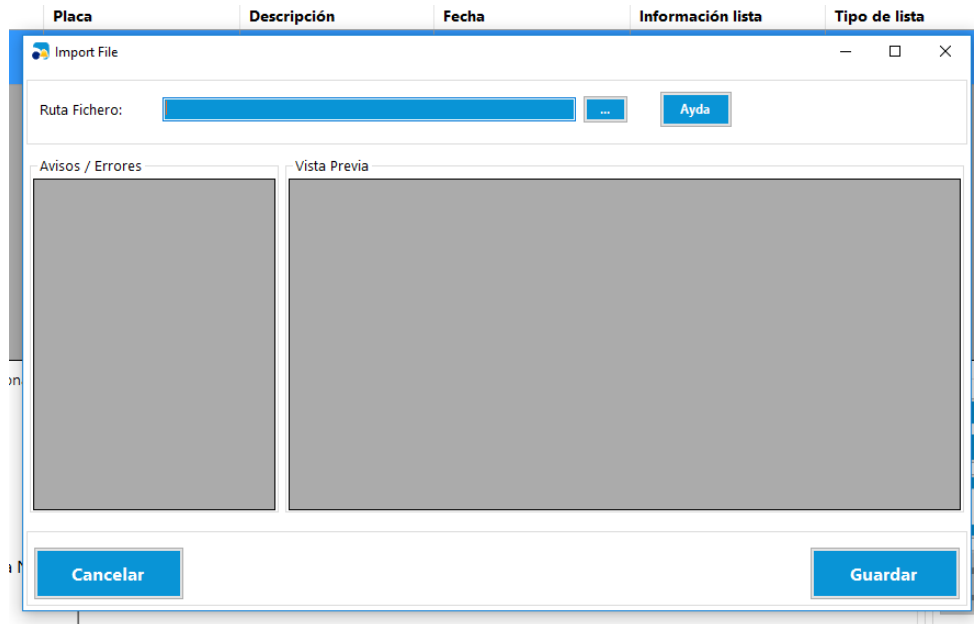 Placa Descripción Fecha Información lista Tipo de lista
Import File
Ruta Fichero: ... Ayda
Avisos / Errores Vista Previa
Cancelar Guardar